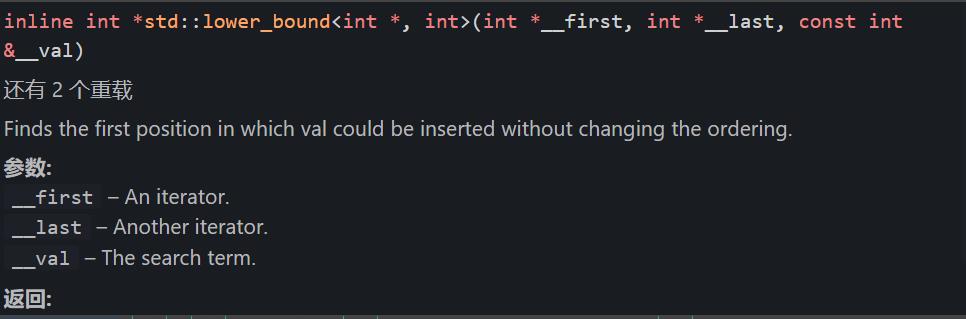 inline int *std::lower_bound<int *, int>(int *__first, int *__last, const int
&__val)
还有 2 个重载
Finds the first position in which val could be inserted without changing the ordering.
参数:
__first – An iterator.
__last – Another iterator.
__val – The search term.
返回: